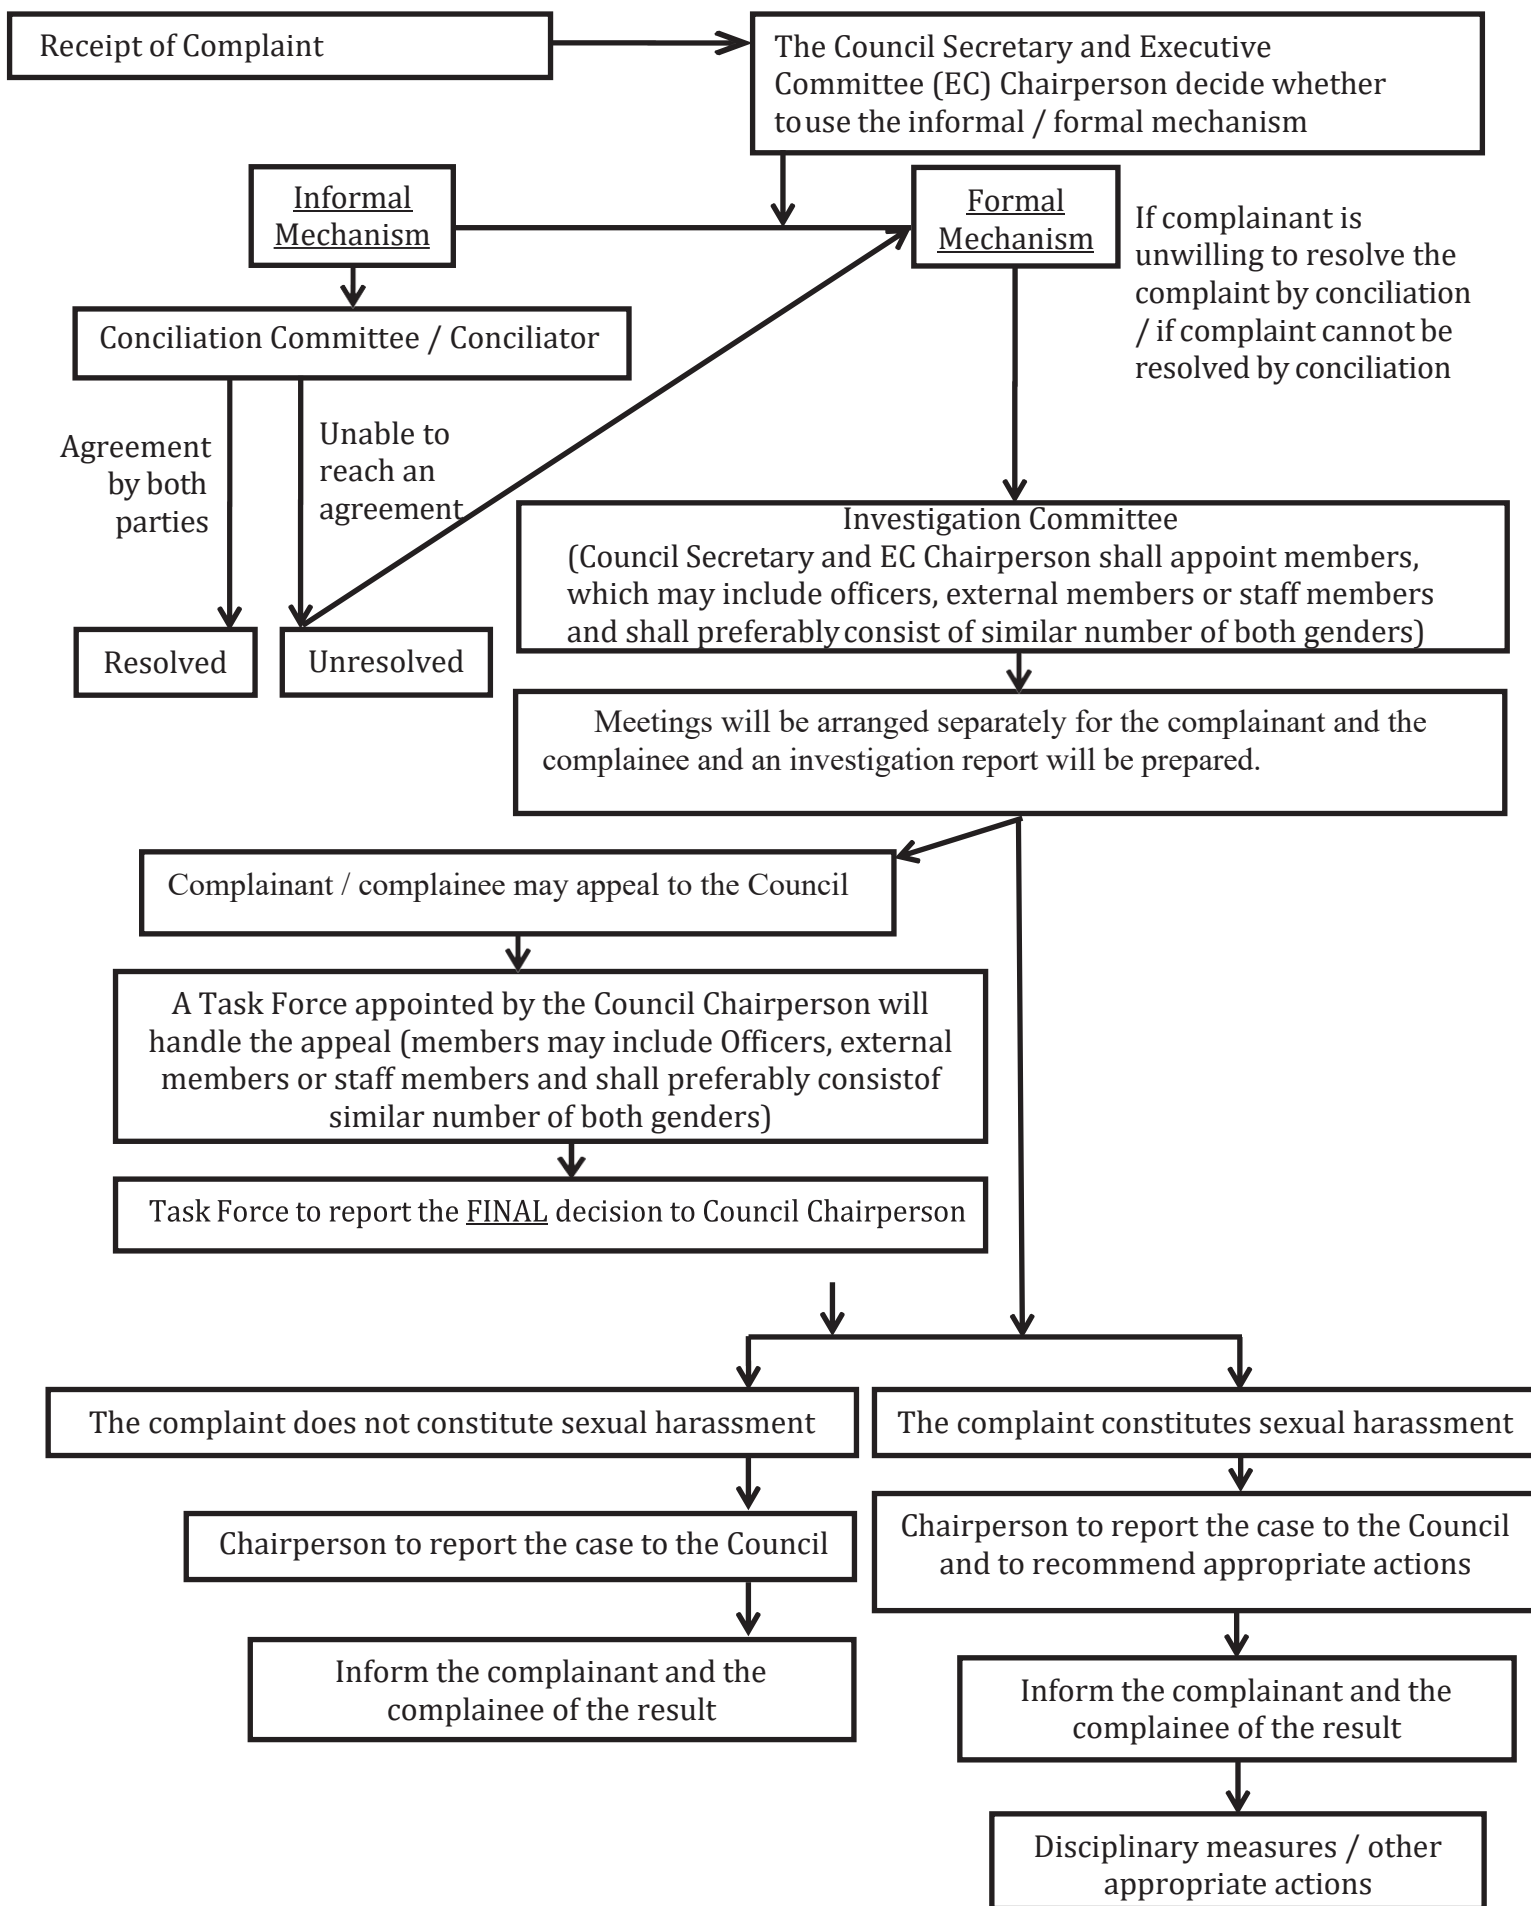 Receipt of Complaint
The Council Secretary and Executive
Committee (EC) Chairperson decide whether
to use the informal / formal mechanism
Informal
Mechanism
Formal
Mechanism
If complainant is
unwilling to resolve the
complaint by conciliation
/ if complaint cannot be
resolved by conciliation
Conciliation Committee / Conciliator
Agreement
by both
parties
Unable to
reach an
agreement
Resolved
Unresolved
Investigation Committee
(Council Secretary and EC Chairperson shall appoint members,
which may include officers, external members or staff members
and shall preferably consist of similar number of both genders)
Meetings will be arranged separately for the complainant and the
complainee and an investigation report will be prepared.
Complainant / complainee may appeal to the Council
A Task Force appointed by the Council Chairperson will
handle the appeal (members may include Officers, external
members or staff members and shall preferably consistof
similar number of both genders)
Task Force to report the FINAL decision to Council Chairperson
The complaint does not constitute sexual harassment
The complaint constitutes sexual harassment
Chairperson to report the case to the Council
Chairperson to report the case to the Council
and to recommend appropriate actions
Inform the complainant and the
complainee of the result
Inform the complainant and the
complainee of the result
Disciplinary measures / other
appropriate actions